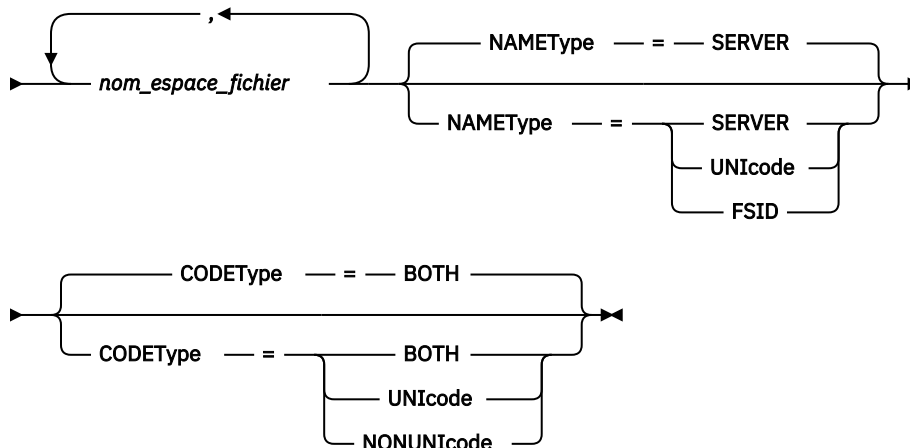 ,
NAMEType = SERVER
nom_espace_fichier
NAMEType = SERVER
UNIcode
FSID
CODEType = BOTH
CODEType = BOTH
UNIcode
NONUNIcode